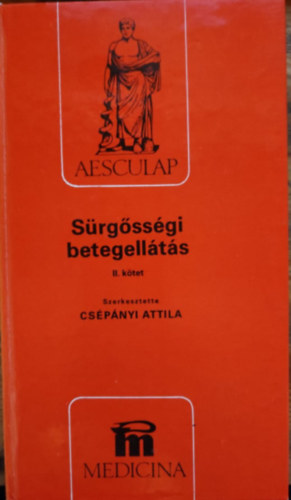 AESCULAP
Sürgősségi
betegellátás
II. kötet
Szerkesztette
CSÉPÁNYI ATTILA
m
MEDICINA